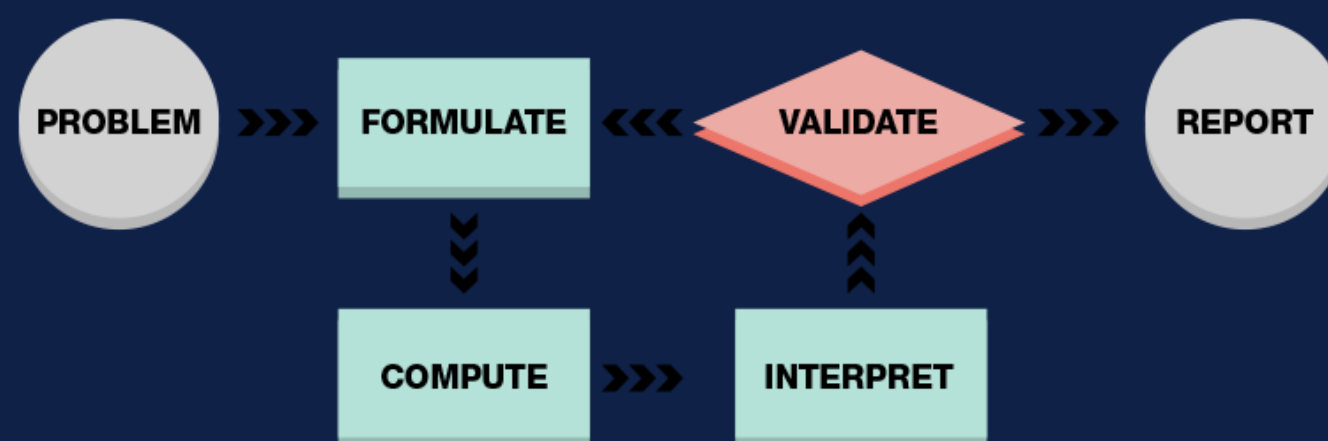 PROBLEM
FORMULATE
VALIDATE
REPORT
COMPUTE
INTERPRET